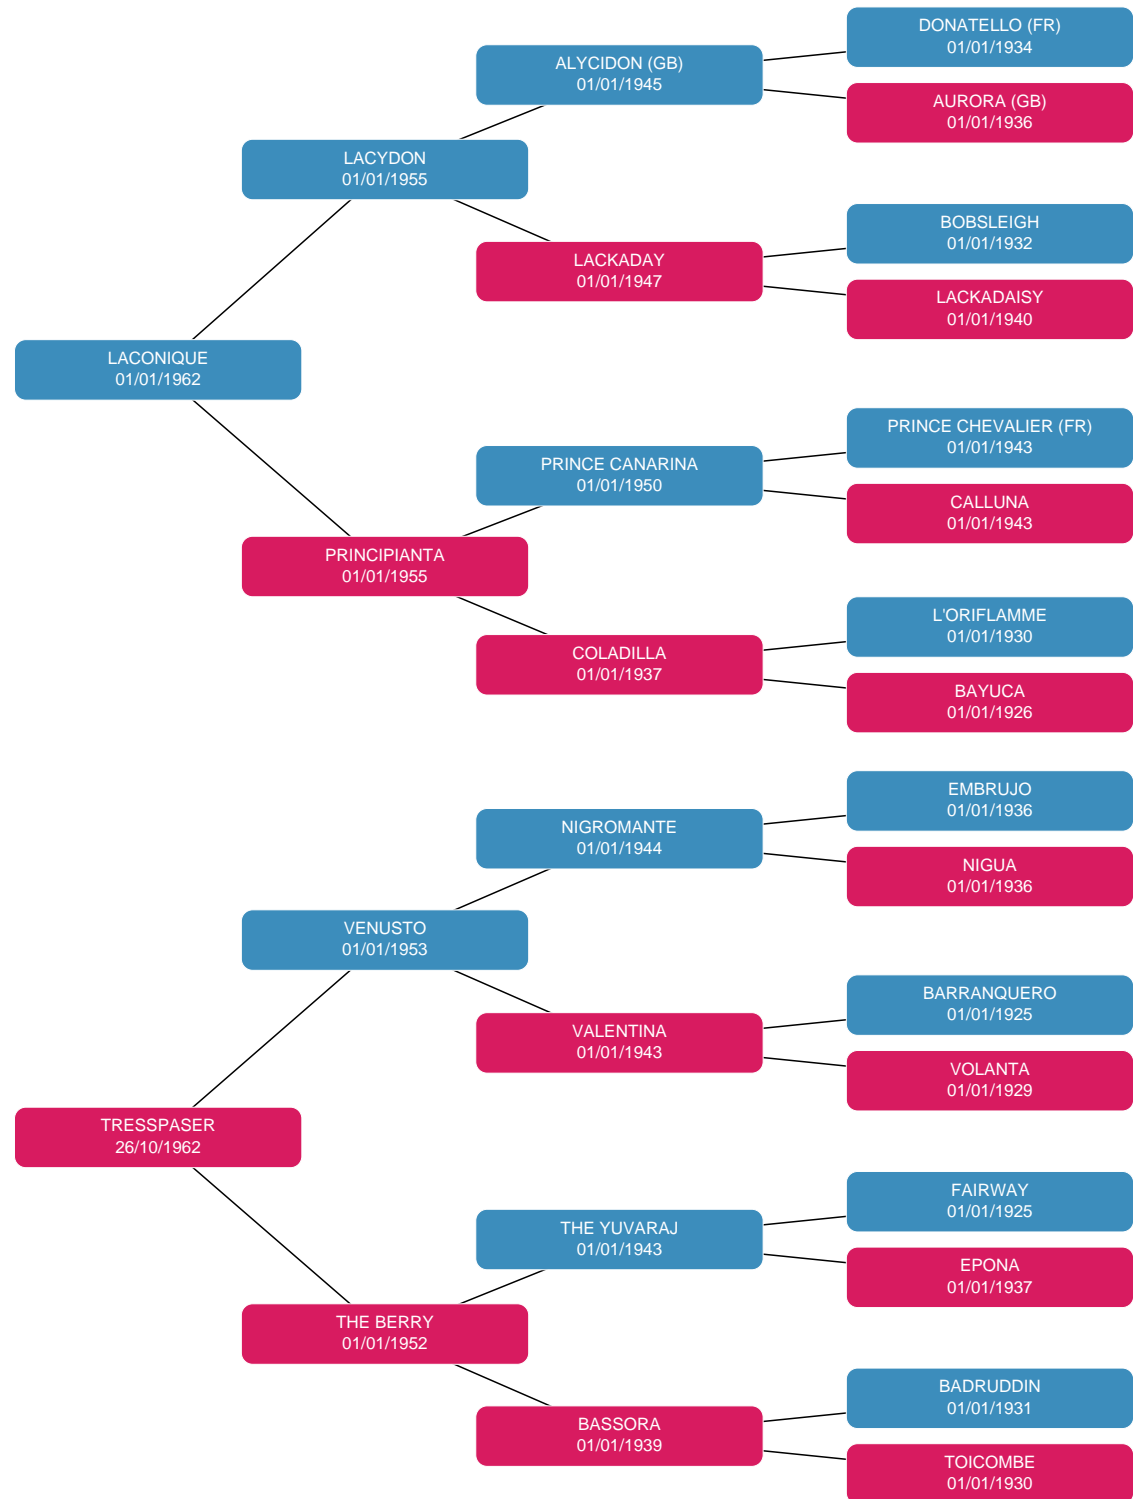 DONATELLO (FR)
01/01/1934
ALYCIDON (GB)
01/01/1945
AURORA (GB)
01/01/1936
LACYDON
01/01/1955
BOBSLEIGH
01/01/1932
LACKADAY
01/01/1947
LACKADAISY
01/01/1940
LACONIQUE
01/01/1962
PRINCE CHEVALIER (FR)
01/01/1943
PRINCE CANARINA
01/01/1950
CALLUNA
01/01/1943
PRINCIPIANTA
01/01/1955
L'ORIFLAMME
01/01/1930
COLADILLA
01/01/1937
BAYUCA
01/01/1926
EMBRUJO
01/01/1936
NIGROMANTE
01/01/1944
NIGUA
01/01/1936
VENUSTO
01/01/1953
BARRANQUERO
01/01/1925
VALENTINA
01/01/1943
VOLANTA
01/01/1929
TRESSPASER
26/10/1962
FAIRWAY
01/01/1925
THE YUVARAJ
01/01/1943
EPONA
01/01/1937
THE BERRY
01/01/1952
BADRUDDIN
01/01/1931
BASSORA
01/01/1939
TOICOMBE
01/01/1930